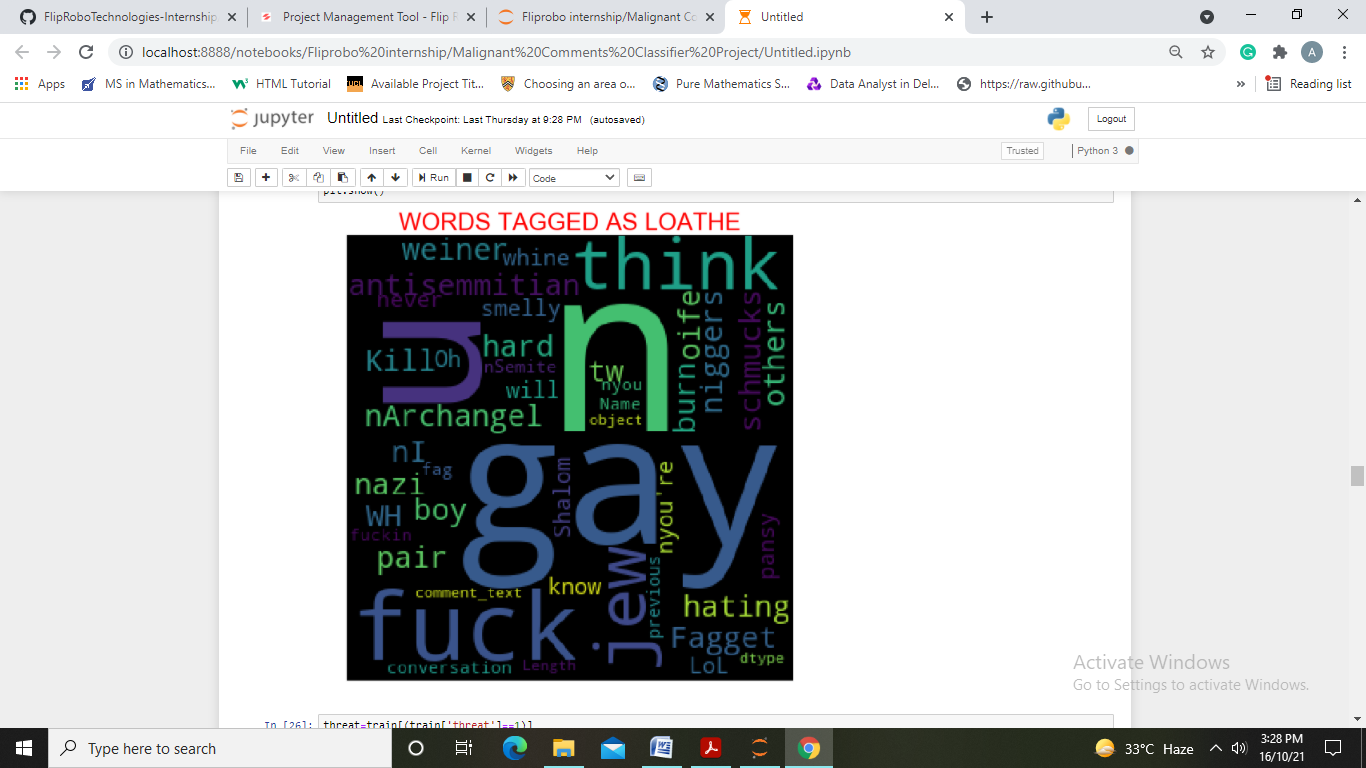 FlipRoboTechnologies-Internship
Project Management Tool - Flip R
Fliprobo internship/Malignant Co
Untitled
localhost:8888/notebooks/Fliprobo%20internship/Malignant%20Comments%20Classifier%20Project/Untitled.ipynb
A
Apps
MS in Mathematics...
HTML Tutorial
Available Project Tit...
Choosing an area o...
Pure Mathematics S...
Data Analyst in Del...
https://raw.githubu...
»
Reading list
jupyter
Untitled Last Checkpoint: Last Thursday at 9:28 PM (autosaved)
Logout
File Edit View Insert Cell Kernel Widgets Help
Trusted
Python 3
Run
Code
plt.show()
WORDS TAGGED AS LOATHE
weiner
whine
think
antisemmitian
never
smelly
u
n
burnoife
niggers
schmucks
others
Kill
Oh
hard
nSemite
will
tw
nyou
Name
object
nArchangel
nI
fag
nazi
WH
boy
fuckin
pair
gay
Shalom
nyou're
pansy
comment_text
know
fuck
jew
previous
hating
Fagget
LoL
dtype
conversation
Length
Activate Windows
Go to Settings to activate Windows.
In [26]: threat=train[(train['threat']==1)]
Type here to search
33°C Haze
3:28 PM
16/10/21